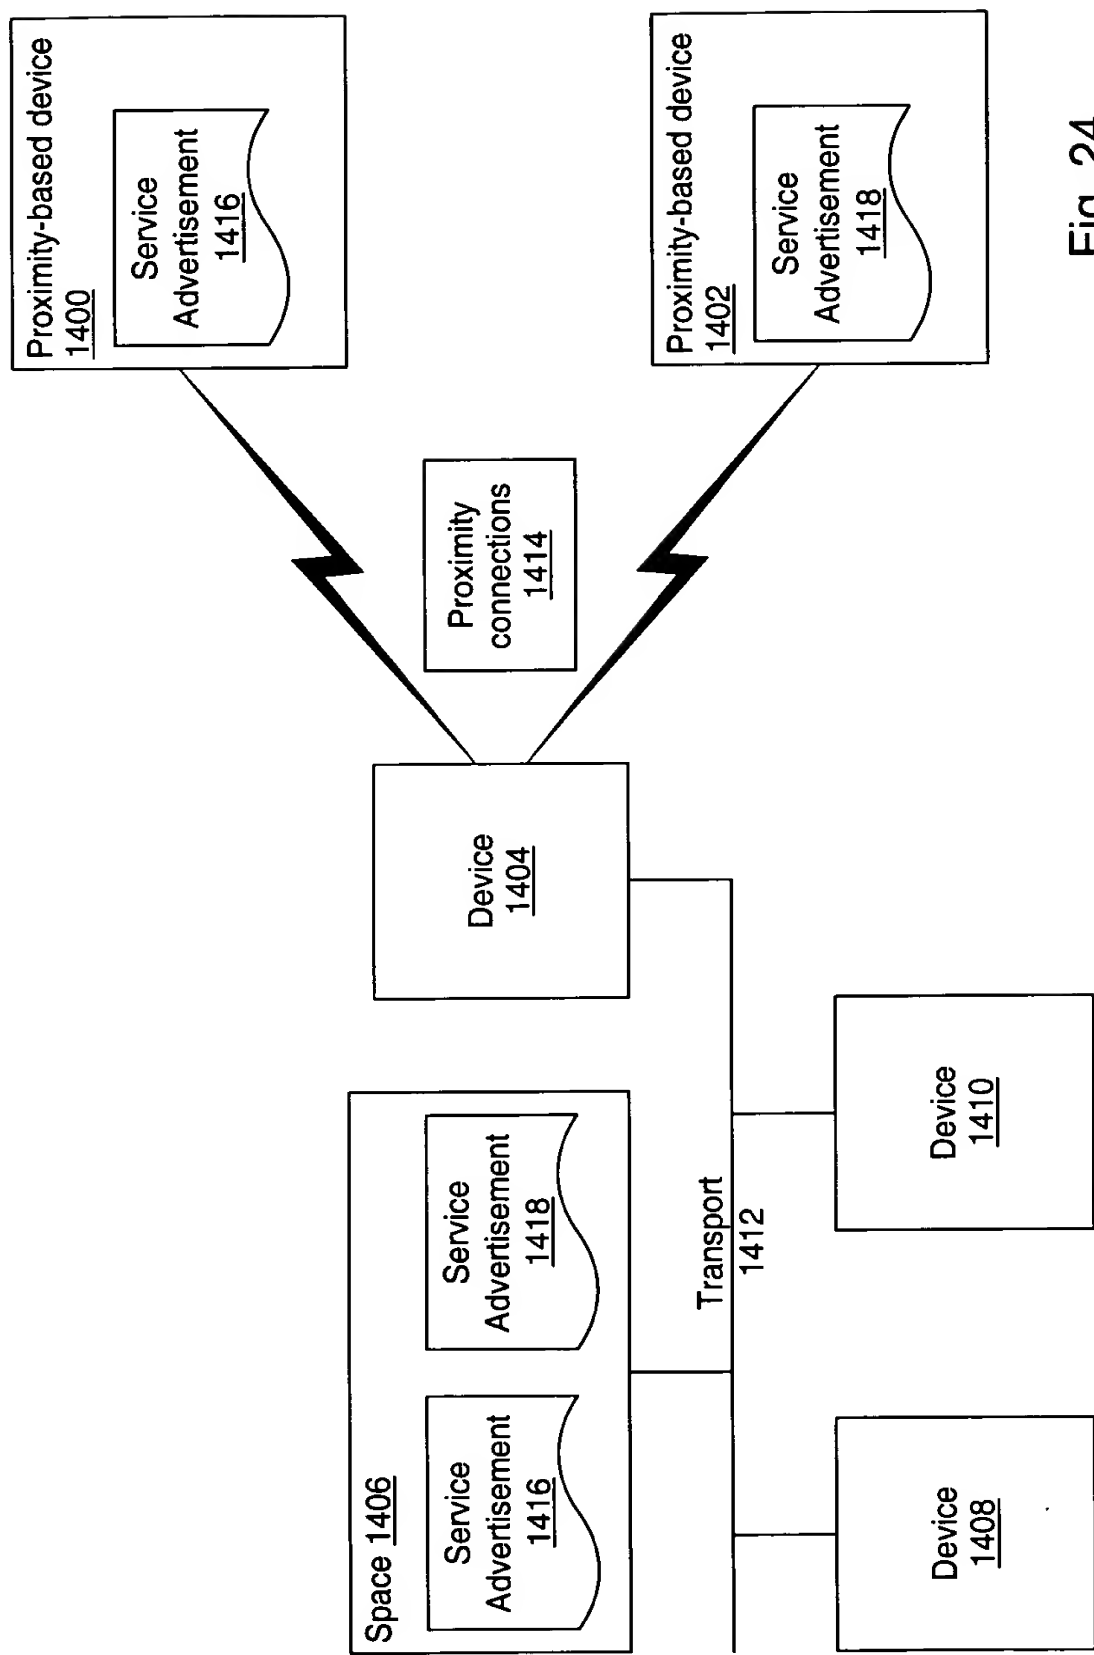 Space 1406
Service
Advertisement
1416
Service
Advertisement
1418
Device
1404
Proximity
connections
1414
Proximity-based device
1400
Service
Advertisement
1416
Proximity-based device
1402
Service
Advertisement
1418
Transport
1412
Device
1408
Device
1410
Fig. 24